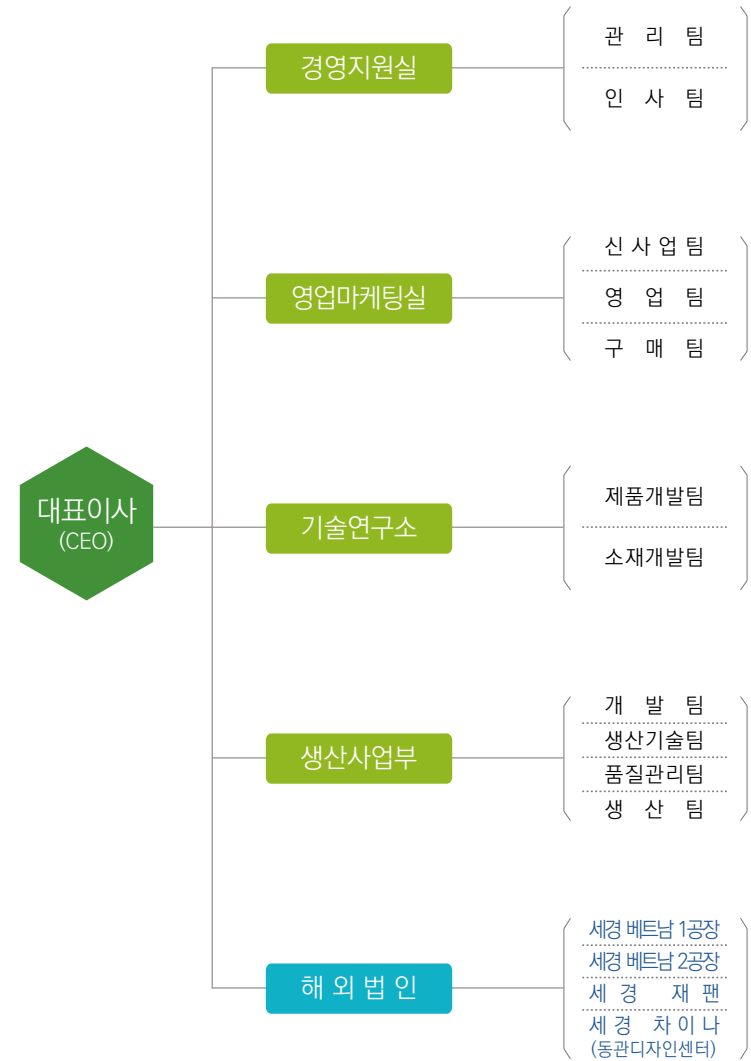 경영지원실
관 리 팀
인 사 팀
영업마케팅실
신 사 업 팀
영 업 팀
구 매 팀
대표이사
(CEO)
기술연구소
제품개발팀
소재개발팀
생산사업부
개 발 팀
생산기술팀
품질관리팀
생 산 팀
해 외 법 인
세경 베트남 1공장
세경 베트남 2공장
세 경 재 팬
세 경 차 이 나
(동관디자인센터)